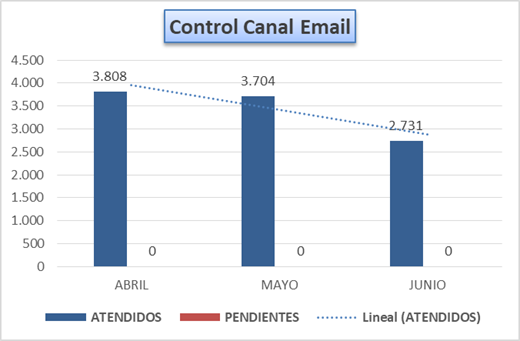 Control Canal Email
4.500
4.000
3.500
3.000
2.500
2.000
1.500
1.000
500
0
3.808
3.704
2.731
0
0
0
ABRIL
MAYO
JUNIO
ATENDIDOS
PENDIENTES
Lineal (ATENDIDOS)